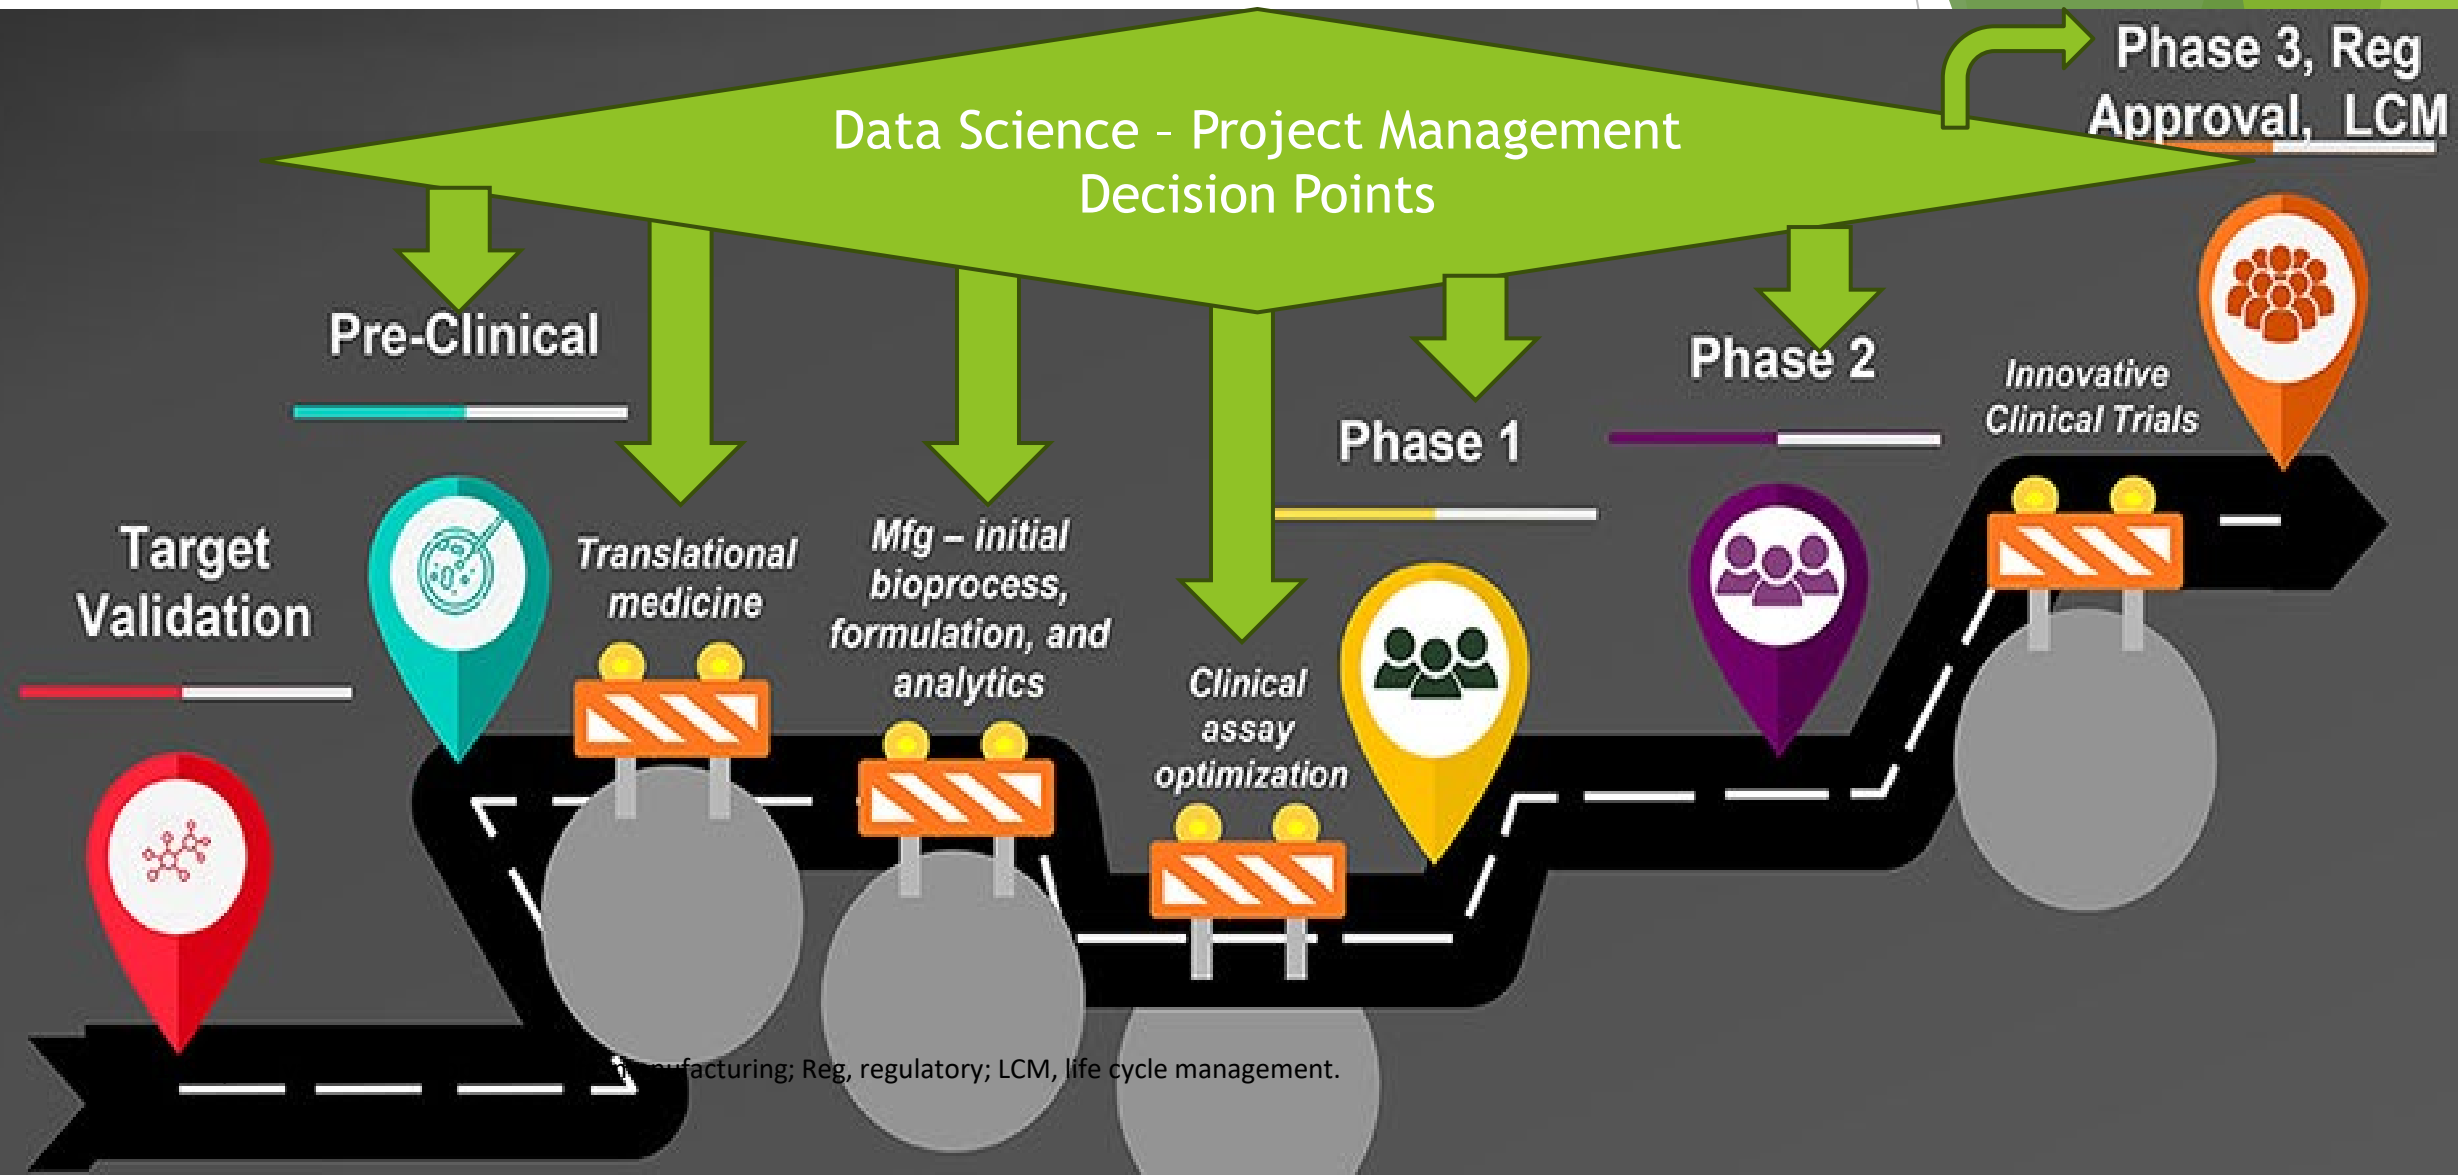 Data Science – Project Management
Decision Points
Phase 3, Reg
Approval, LCM
Pre-Clinical
Target
Validation
Translational
medicine
Mfg – initial
bioprocess,
formulation, and
analytics
Clinical
assay
optimization
Phase 1
Phase 2
Innovative
Clinical Trials
Reg, regulatory; LCM, life cycle management.